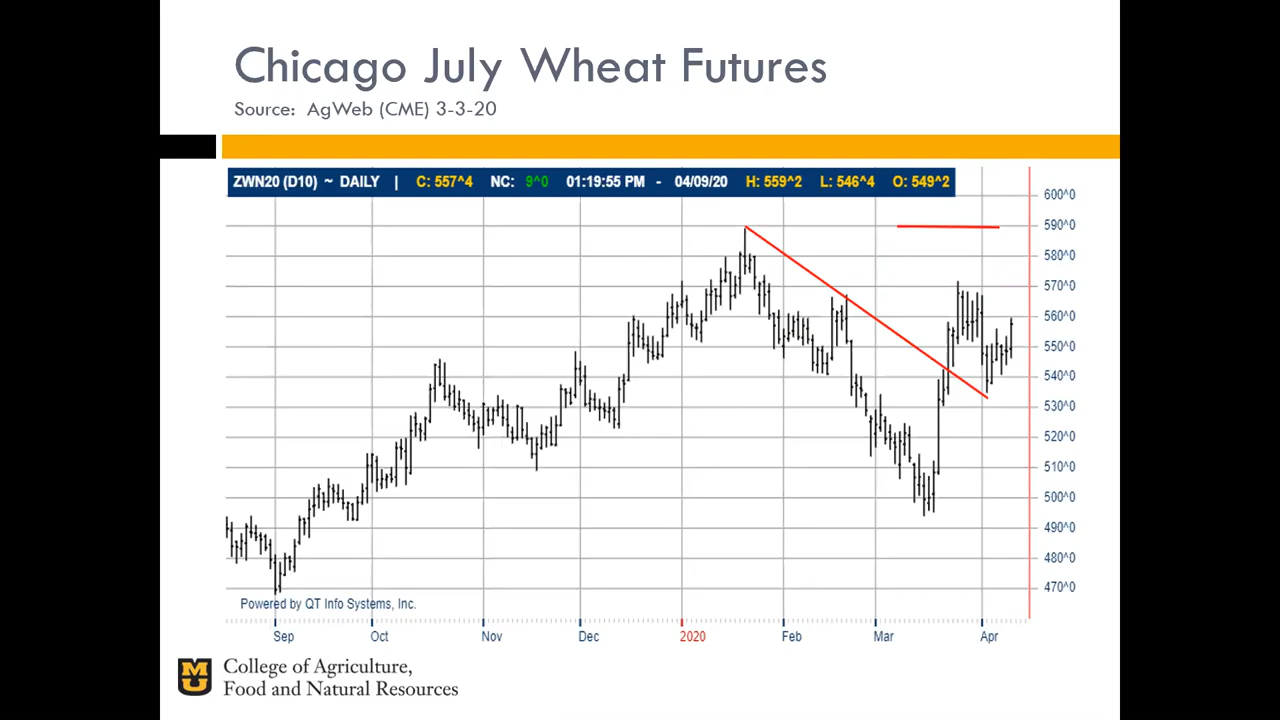 Chicago July Wheat Futures
Source: AgWeb (CME) 3-3-20
ZWN20 (D10) ~ DAILY | C: 557^4 NC: 9^0 01:19:55 PM - 04/09/20 H: 559^2 L: 546^4 O: 549^2
600^0
590^0
580^0
570^0
560^0
550^0
540^0
530^0
520^0
510^0
500^0
490^0
480^0
470^0
Powered by QT Info Systems, Inc.
Sep Oct Nov Dec 2020 Feb Mar Apr
MU
College of Agriculture,
Food and Natural Resources